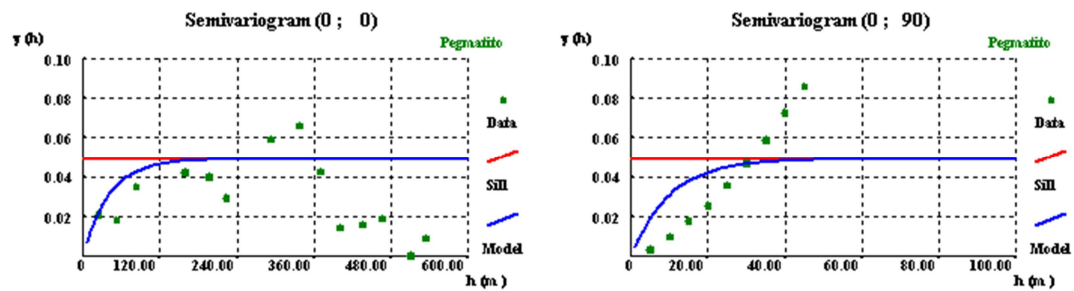 Semivariogram (0 ; 0)
γ (h)
Pegmatito
0.10
0.08
0.06
0.04
0.02
0
120.00
240.00
360.00
480.00
600.00
h (m)
Data
Sill
Model
Semivariogram (0 ; 90)
γ (h)
Pegmatito
0.10
0.08
0.06
0.04
0.02
0
20.00
40.00
60.00
80.00
100.00
h (m)
Data
Sill
Model